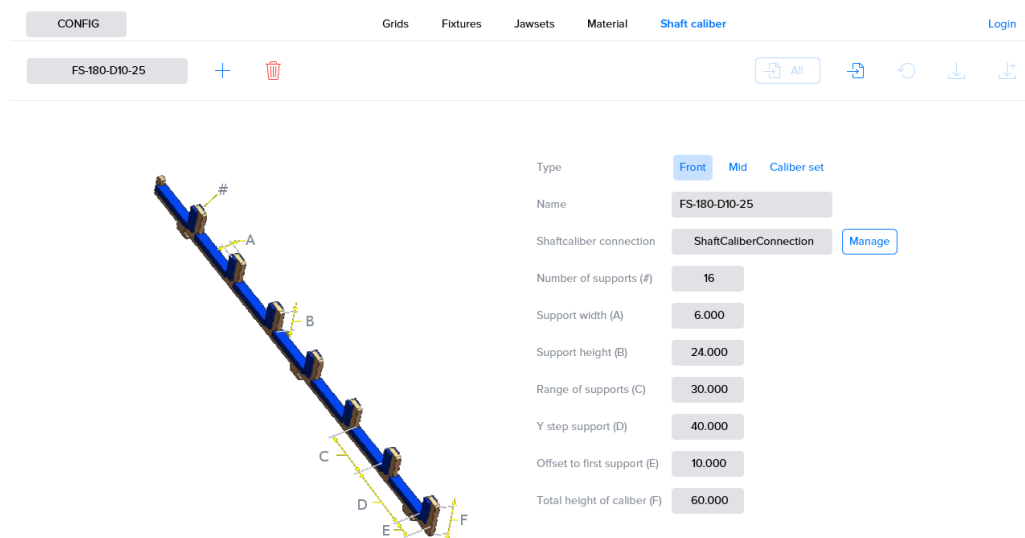 CONFIG Grids Fixtures Jawsets Material Shaft caliber Login
FS-180-D10-25 All
Type Front Mid Caliber set
Name FS-180-D10-25
Shaftcaliber connection ShaftCaliberConnection Manage
Number of supports (#) 16
Support width (A) 6.000
Support height (B) 24.000
Range of supports (C) 30.000
Y step support (D) 40.000
Offset to first support (E) 10.000
Total height of caliber (F) 60.000
#
A
B
C
D
E
F